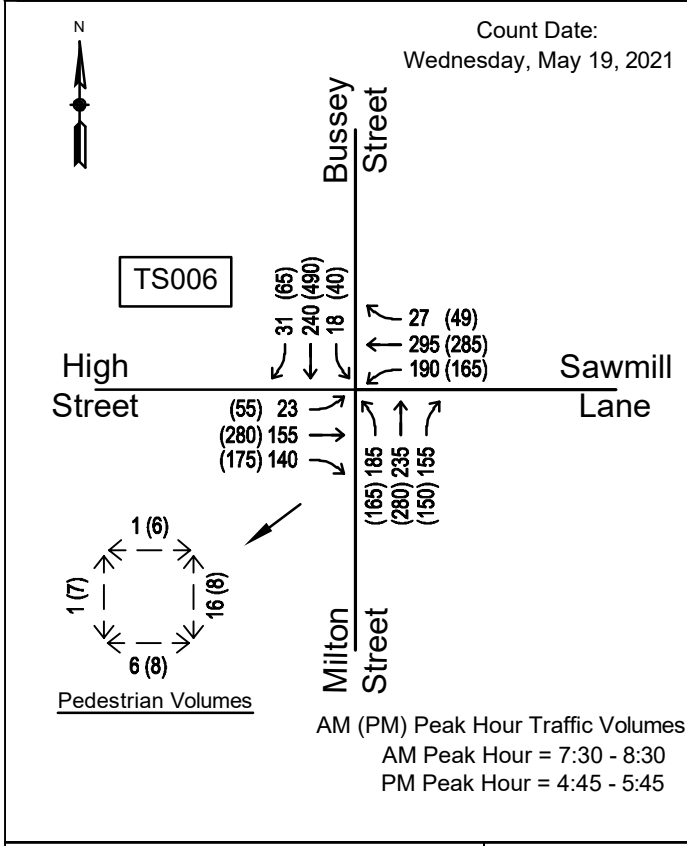 N
Count Date:
Wednesday, May 19, 2021
Bussey
Street
TS006
31 (65)
240 (490)
18 (40)
27 (49)
295 (285)
190 (165)
High
Street
Sawmill
Lane
(55) 23
(280) 155
(175) 140
(165) 185
(280) 235
(150) 155
1 (6)
1 (7)
16 (8)
6 (8)
Pedestrian Volumes
Milton
Street
AM (PM) Peak Hour Traffic Volumes
AM Peak Hour = 7:30 - 8:30
PM Peak Hour = 4:45 - 5:45